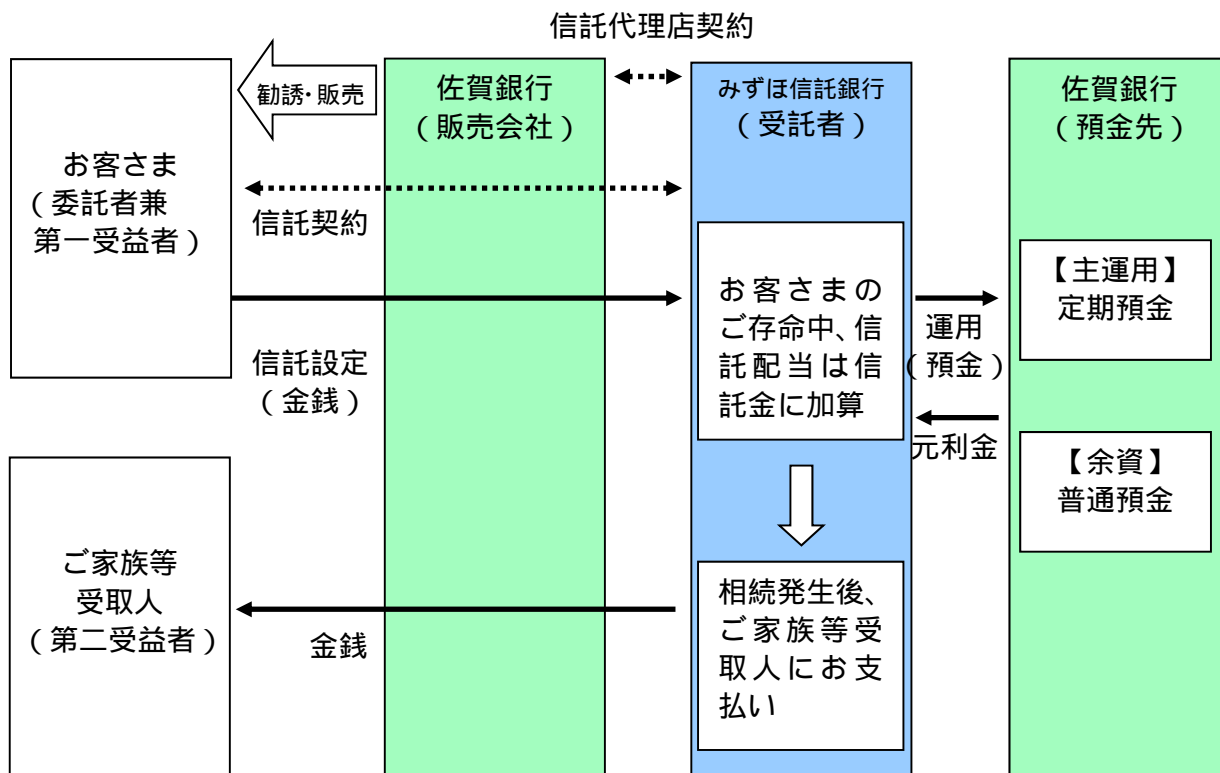 信託代理店契約
勧誘・販売
佐賀銀行
（販売会社）
みずほ信託銀行
（受託者）
佐賀銀行
（預金先）
お客さま
（委託者兼
第一受益者）
信託契約
信託設定
（金銭）
お客さまの
ご存命中、信
託配当は信
託金に加算
運用
（預金）
元利金
【主運用】
定期預金
【余資】
普通預金
ご家族等
受取人
（第二受益者）
金銭
相続発生後、
ご家族等受
取人にお支
払い